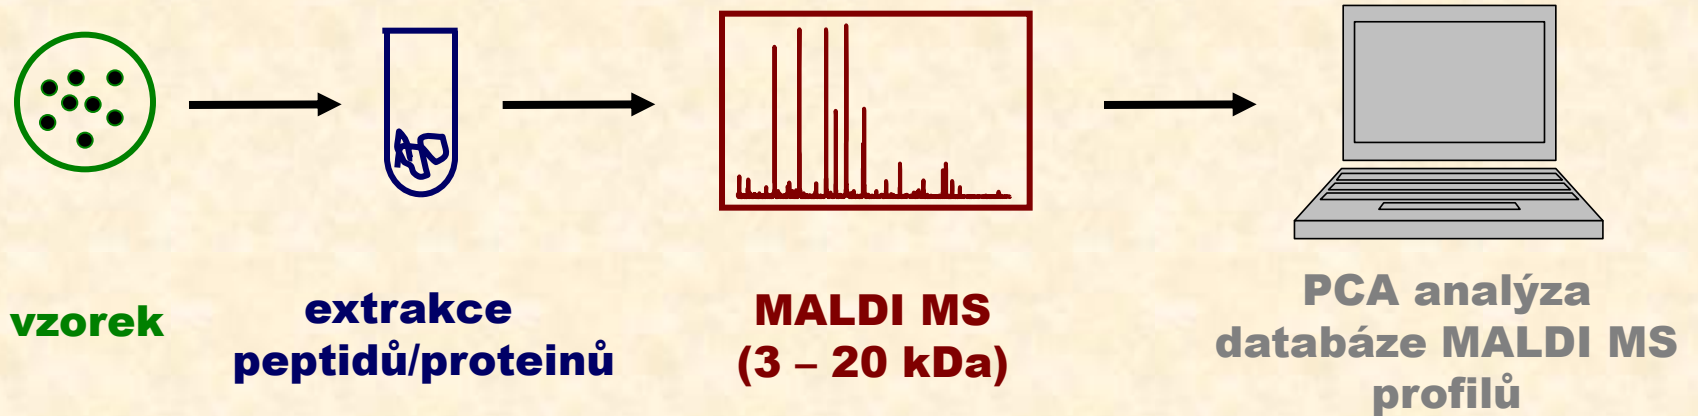 vzorek
extrakce
peptidů/proteinů
MALDI MS
(3 – 20 kDa)
PCA analýza
databáze MALDI MS
profilů